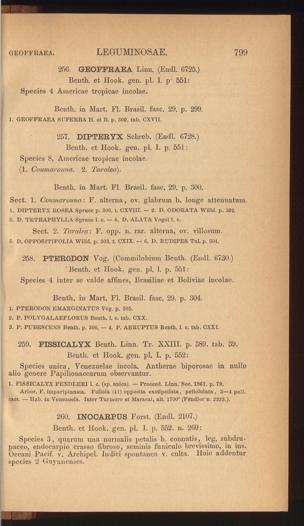 GEOFFRAEA. LEGUMINOSAE. 799
256. GEOFFRAEA Linn. (Endl. 6725.)
Benth. et Hook. gen. pl. I. p. 551:
Species 4 Americae tropicae incolae.
Benth. in Mart. Fl. Brasil. fasc. 29, p. 299.
1. GEOFFRAEA SUPERBA H. et B. p. 300. tab. CXVII.
257. DIPTERYX Schreb. (Endl. 6728.)
Benth. et Hook. gen. pl. I. p. 551:
Species 8, Americae tropicae incolae
(1. Coumarouna. 2. Taralea).
Benth. in Mart. Fl. Brasil. fasc. 29, p. 300.
Sect. 1. Coumarouna: F. alterna, ov. glabrum b. longe attenuatum.
1. DIPTERYX ROSEA Spruce p. 300. t. CXVIII. — 2. D. ODORATA Willd. p. 302.
3. D. TETRAPHYLLA Spruce l. c. — 4. D. ALATA Vogel l. c.
Sect. 2. Taralea: F. opp. a. rar. alterna, ov. villosum.
5. D. OPPOSITIFOLIA Willd. p. 303. t. CXIX. — 6. D. NUDIPES Tul. p. 304.
258. PTERODON Vog. (Commilobium Benth. (Endl. 6730.)
Benth. et Hook. gen. pl. I. p. 551:
Species 4 inter se valde affines, Brasiliae et Boliviae incolae.
Benth. in Mart. Fl. Brasil. fasc. 29. p. 304.
1. PTERODON EMARGINATUS Vog. p. 305.
2. P. POLYGALAEFLORUS Benth. l. c. tab. CXX.
3. P. PUBESCENS Benth. p. 306. — 4. P. ABRUPTUS Benth. l. c. tab. CXXI.
259. FISSICALYX Benth. Linn. Tr. XXIII. p. 389. tab. 39.
Benth. et Hook. gen. pl. I. p. 552:
Species unica, Venezuelae incola. Antherae biporosae in nullo
alio genere Papilionacearum observantur.
1. FISSICALYX FENDLERI l. c. (sp. unica). — Proceed. Linn. Soc. 1861. p. 79.
Arbor, F. imparipinnata. Foliola (11) opposita exstipellata, petiolulata, 3—4 poll.
— Hab. in Venezuela. Inter Turmero et Maracai, alt. 1700' (Fendler n. 2222.).
260. INOCARPUS Forst. (Endl. 2107.)
Benth. et Hook. gen. pl. I. p. 552. n. 260:
Species 3, quarum una normalis petalis b. connatis, leg. subdru-
paceo, endocarpio crasso fibroso, seminis funiculo brevissimo, in ins.
Oceani Pacif. v. Archipel. Indici spontanea v. culta. Huic addentur
species 2 Guyanenses.